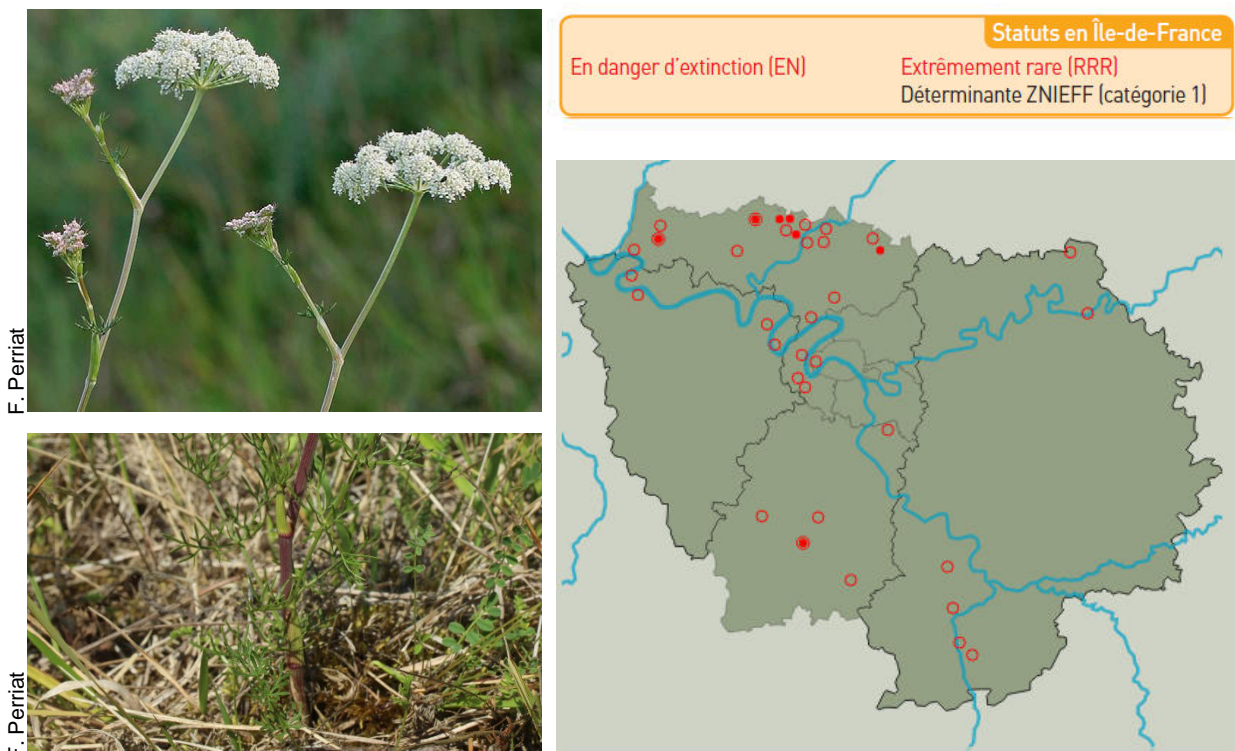 F. Perriat
F. Perriat
Statuts en Île-de-France
En danger d'extinction (EN)
Extrêmement rare (RRR)
Déterminante ZNIEFF (catégorie 1)